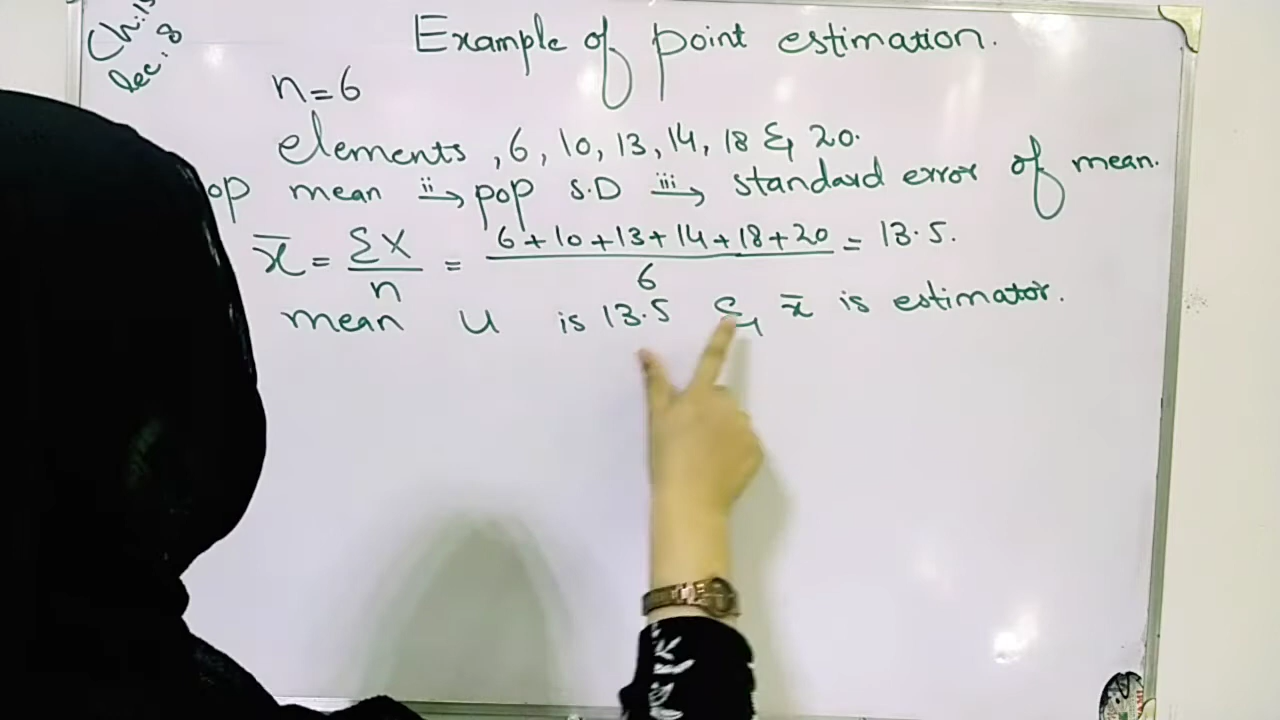 Ch:15
Lec: 8
Example of point estimation.
n=6
elements , 6, 10, 13, 14, 18 & 20.
op mean ii→ pop S.D iii→ standard error of mean.
x̄ = ΣX/n = 6+10+13+14+18+20/6 = 13.5.
mean u is 13.5 & x̄ is estimator.